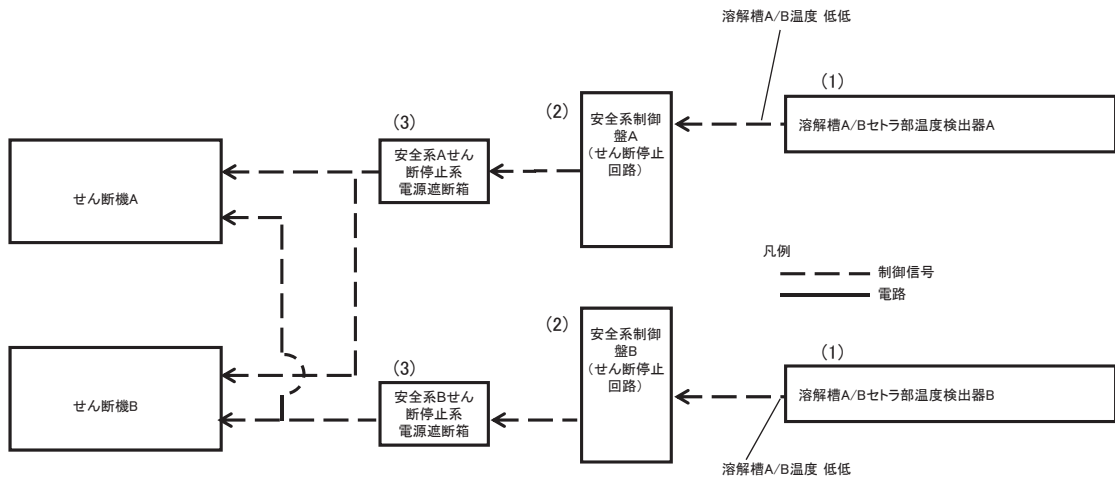 溶解槽A/B温度 低低
(1)
溶解槽A/Bセトラ部温度検出器A
(2)
安全系制御
盤A
(せん断停止
回路)
(3)
安全系Aせん
断停止系
電源遮断箱
せん断機A
凡例
制御信号
電路
(2)
安全系制御
盤B
(せん断停止
回路)
(1)
溶解槽A/Bセトラ部温度検出器B
(3)
安全系Bせん
断停止系
電源遮断箱
せん断機B
溶解槽A/B温度 低低